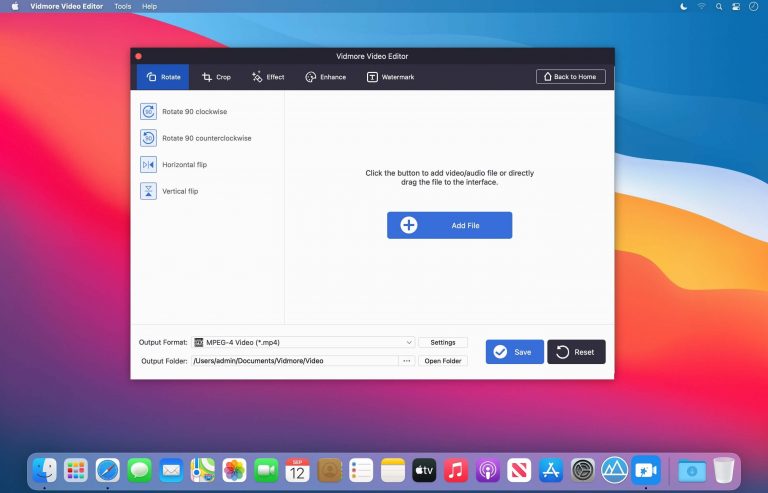 Vidmore Video Editor Tools Help
Vidmore Video Editor
Rotate Crop Effect Enhance T Watermark Back to Home
90 Rotate 90 clockwise
90 Rotate 90 counterclockwise
Horizontal flip
Vertical flip
Click the button to add video/audio file or directly
drag the file to the interface.
Add File
Output Format: MPEG-4 Video (*.mp4) Settings
Output Folder: /Users/admin/Documents/Vidmore/Video ... Open Folder
Save Reset
SEP
12
tv